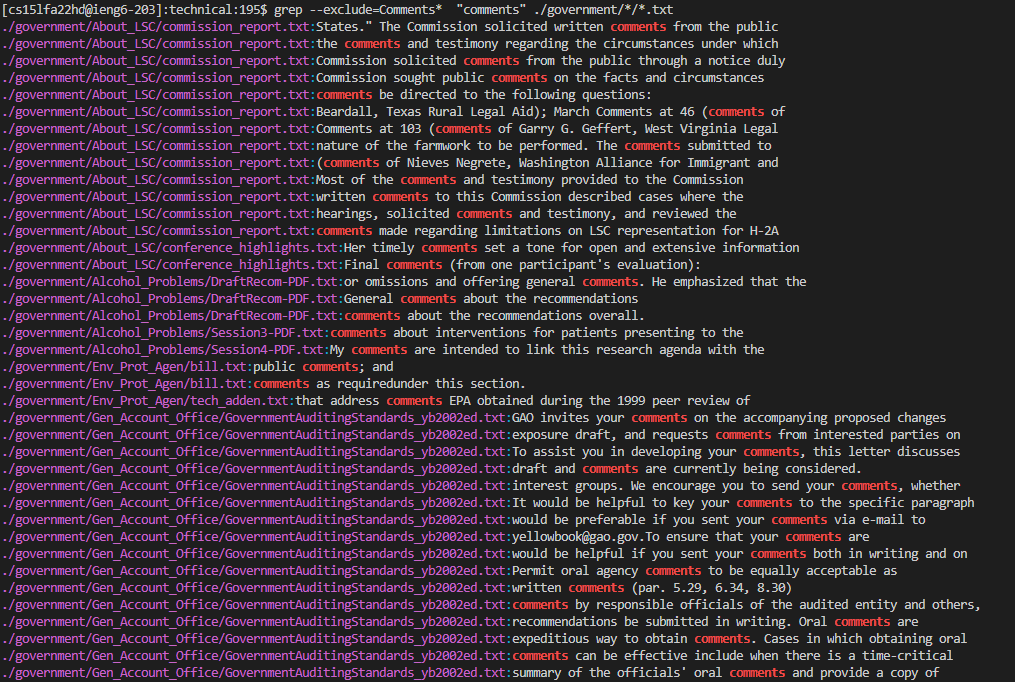 [cs15lfa22hd@ieng6-203]:technical:195$ grep --exclude=Comments*  "comments" ./government/*/*.txt
./government/About_LSC/commission_report.txt:States." The Commission solicited written comments from the public
./government/About_LSC/commission_report.txt:the comments and testimony regarding the circumstances under which
./government/About_LSC/commission_report.txt:Commission solicited comments from the public through a notice duly
./government/About_LSC/commission_report.txt:Commission sought public comments on the facts and circumstances
./government/About_LSC/commission_report.txt:comments be directed to the following questions:
./government/About_LSC/commission_report.txt:Beardall, Texas Rural Legal Aid); March Comments at 46 (comments of
./government/About_LSC/commission_report.txt:Comments at 103 (comments of Garry G. Geffert, West Virginia Legal
./government/About_LSC/commission_report.txt:nature of the farmwork to be performed. The comments submitted to
./government/About_LSC/commission_report.txt:(comments of Nieves Negrete, Washington Alliance for Immigrant and
./government/About_LSC/commission_report.txt:Most of the comments and testimony provided to the Commission
./government/About_LSC/commission_report.txt:written comments to this Commission described cases where the
./government/About_LSC/commission_report.txt:hearings, solicited comments and testimony, and reviewed the
./government/About_LSC/commission_report.txt:comments made regarding limitations on LSC representation for H-2A
./government/About_LSC/conference_highlights.txt:Her timely comments set a tone for open and extensive information
./government/About_LSC/conference_highlights.txt:Final comments (from one participant's evaluation):
./government/Alcohol_Problems/DraftRecom-PDF.txt:or omissions and offering general comments. He emphasized that the
./government/Alcohol_Problems/DraftRecom-PDF.txt:General comments about the recommendations
./government/Alcohol_Problems/DraftRecom-PDF.txt:comments about the recommendations overall.
./government/Alcohol_Problems/Session3-PDF.txt:comments about interventions for patients presenting to the
./government/Alcohol_Problems/Session4-PDF.txt:My comments are intended to link this research agenda with the
./government/Env_Prot_Agen/bill.txt:public comments; and
./government/Env_Prot_Agen/bill.txt:comments as requiredunder this section.
./government/Env_Prot_Agen/tech_adden.txt:that address comments EPA obtained during the 1999 peer review of
./government/Gen_Account_Office/GovernmentAuditingStandards_yb2002ed.txt:GAO invites your comments on the accompanying proposed changes
./government/Gen_Account_Office/GovernmentAuditingStandards_yb2002ed.txt:exposure draft, and requests comments from interested parties on
./government/Gen_Account_Office/GovernmentAuditingStandards_yb2002ed.txt:To assist you in developing your comments, this letter discusses
./government/Gen_Account_Office/GovernmentAuditingStandards_yb2002ed.txt:draft and comments are currently being considered.
./government/Gen_Account_Office/GovernmentAuditingStandards_yb2002ed.txt:interest groups. We encourage you to send your comments, whether
./government/Gen_Account_Office/GovernmentAuditingStandards_yb2002ed.txt:It would be helpful to key your comments to the specific paragraph
./government/Gen_Account_Office/GovernmentAuditingStandards_yb2002ed.txt:would be preferable if you sent your comments via e-mail to
./government/Gen_Account_Office/GovernmentAuditingStandards_yb2002ed.txt:yellowbook@gao.gov.To ensure that your comments are
./government/Gen_Account_Office/GovernmentAuditingStandards_yb2002ed.txt:would be helpful if you sent your comments both in writing and on
./government/Gen_Account_Office/GovernmentAuditingStandards_yb2002ed.txt:Permit oral agency comments to be equally acceptable as
./government/Gen_Account_Office/GovernmentAuditingStandards_yb2002ed.txt:written comments (par. 5.29, 6.34, 8.30)
./government/Gen_Account_Office/GovernmentAuditingStandards_yb2002ed.txt:comments by responsible officials of the audited entity and others,
./government/Gen_Account_Office/GovernmentAuditingStandards_yb2002ed.txt:recommendations be submitted in writing. Oral comments are
./government/Gen_Account_Office/GovernmentAuditingStandards_yb2002ed.txt:expeditious way to obtain comments. Cases in which obtaining oral
./government/Gen_Account_Office/GovernmentAuditingStandards_yb2002ed.txt:comments can be effective include when there is a time-critical
./government/Gen_Account_Office/GovernmentAuditingStandards_yb2002ed.txt:summary of the officials' oral comments and provide a copy of